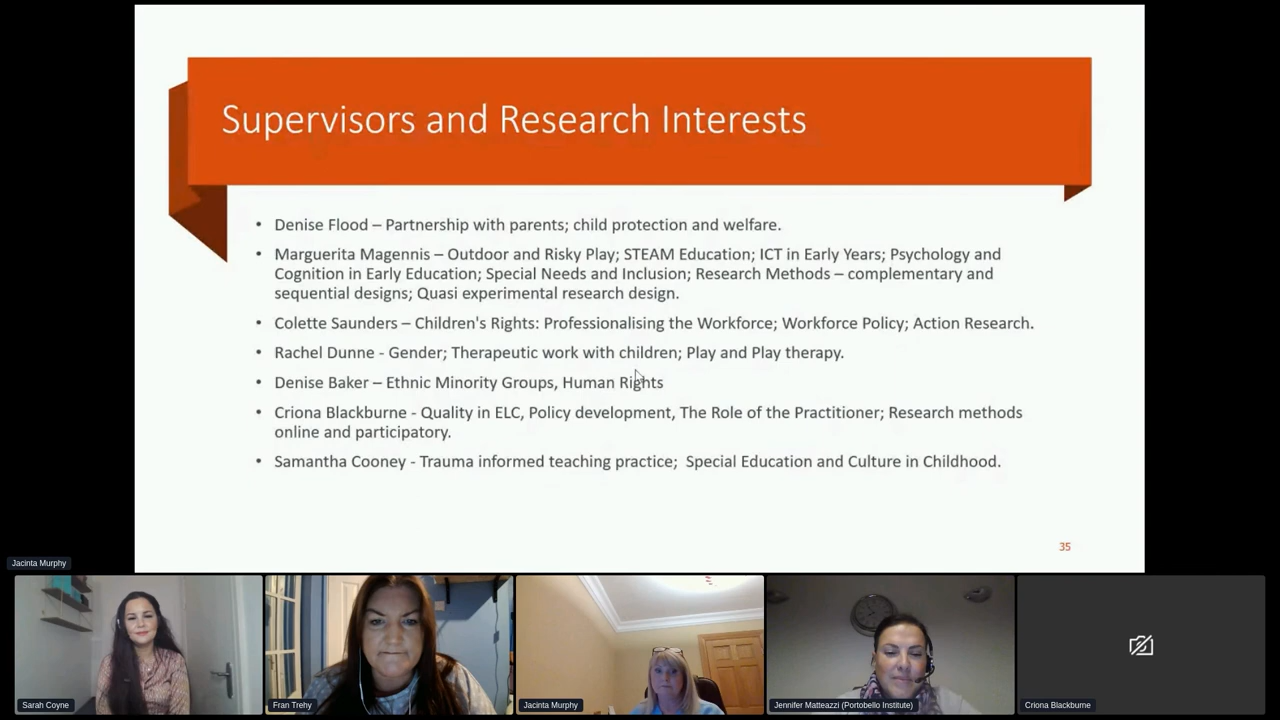 Supervisors and Research Interests
• Denise Flood – Partnership with parents; child protection and welfare.
• Marguerita Magennis – Outdoor and Risky Play; STEAM Education; ICT in Early Years; Psychology and
Cognition in Early Education; Special Needs and Inclusion; Research Methods – complementary and
sequential designs; Quasi experimental research design.
• Colette Saunders – Children's Rights: Professionalising the Workforce; Workforce Policy; Action Research.
• Rachel Dunne - Gender; Therapeutic work with children; Play and Play therapy.
• Denise Baker – Ethnic Minority Groups, Human Rights
• Criona Blackburne - Quality in ELC, Policy development, The Role of the Practitioner; Research methods
online and participatory.
• Samantha Cooney - Trauma informed teaching practice;  Special Education and Culture in Childhood.
35
Jacinta Murphy
Sarah Coyne
Fran Trehy
Jacinta Murphy
Jennifer Matteazzi (Portobello Institute)
Criona Blackburne